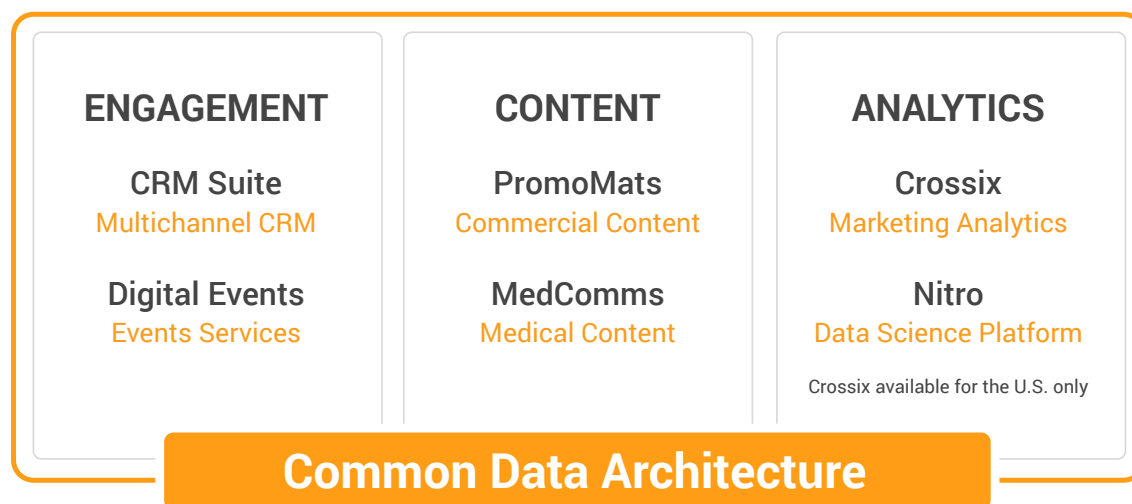 ENGAGEMENT
CRM Suite
Multichannel CRM
Digital Events
Events Services
CONTENT
PromoMats
Commercial Content
MedComms
Medical Content
ANALYTICS
Crossix
Marketing Analytics
Nitro
Data Science Platform
Crossix available for the U.S. only
Common Data Architecture